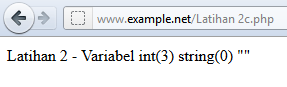 www.example.net/Latihan 2c.php
Latihan 2 - Variabel int(3) string(0) ""